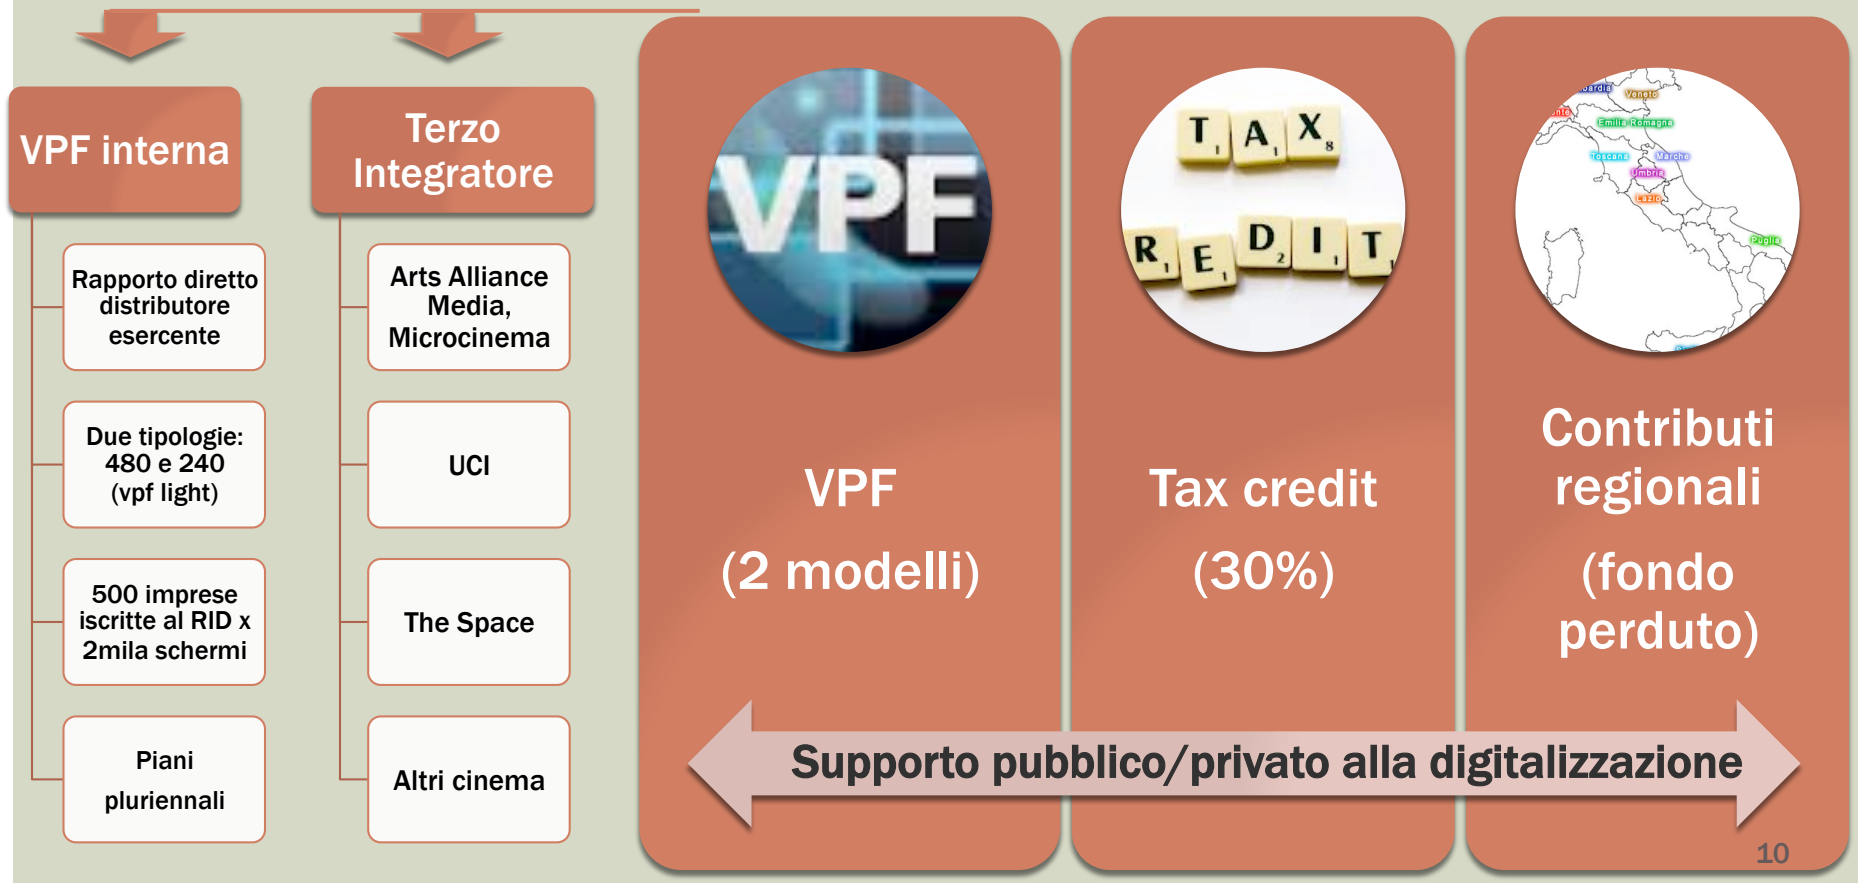 VPF interna
Rapporto diretto
distributore
esercente
Due tipologie:
480 e 240
(vpf light)
500 imprese
iscritte al RID x
2mila schermi
Piani
pluriennali
Terzo
Integratore
Arts Alliance
Media,
Microcinema
UCI
The Space
Altri cinema
VPF
VPF
(2 modelli)
TAX
REDIT
Tax credit
(30%)
Veneto
Emilia Romagna
Toscana
Marche
Umbria
Lazio
Puglia
Contributi
regionali
(fondo
perduto)
Supporto pubblico/privato alla digitalizzazione
10